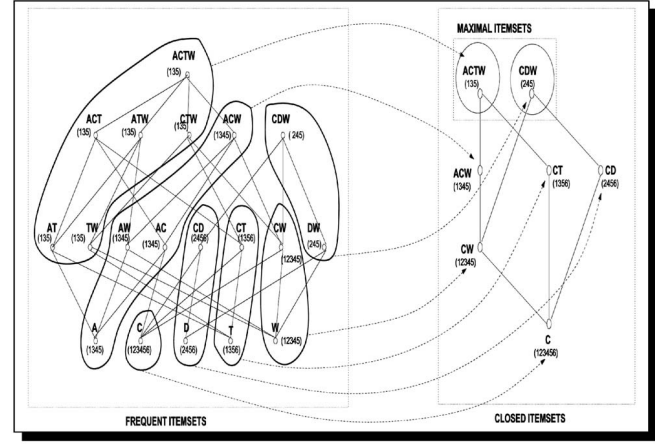 MAXIMAL ITEMSETS
ACTW
(135)
ACTW
(135)
CDW
(245)
ACT
(135)
ATW
(135)
CTW
(135)
ACW
(1345)
CDW
(245)
ACW
(1345)
CT
(1356)
CD
(2456)
AT
(135)
TW
(135)
AW
(1345)
AC
(1345)
CD
(2456)
CT
(1356)
CW
(12345)
DW
(245)
CW
(12345)
A
(1345)
C
(123456)
D
(2456)
T
(1356)
W
(12345)
C
(123456)
FREQUENT ITEMSETS
CLOSED ITEMSETS